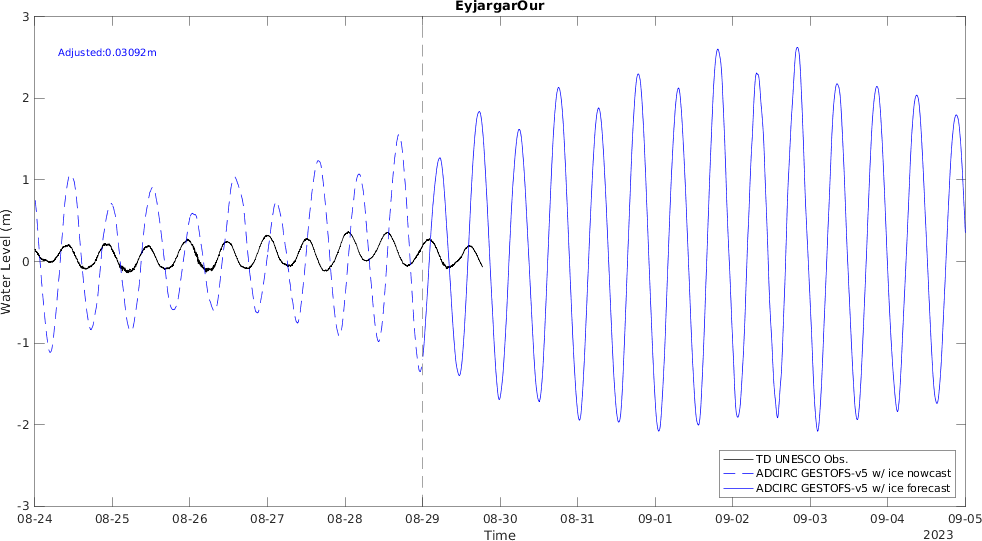 EyjargarOur
Adjusted:0.03092m
Water Level (m)
3
2
1
0
-1
-2
-3
08-24 08-25 08-26 08-27 08-28 08-29 08-30 08-31 09-01 09-02 09-03 09-04 09-05
Time
2023
TD UNESCO Obs.
ADCIRC GESTOFS-v5 w/ ice nowcast
ADCIRC GESTOFS-v5 w/ ice forecast